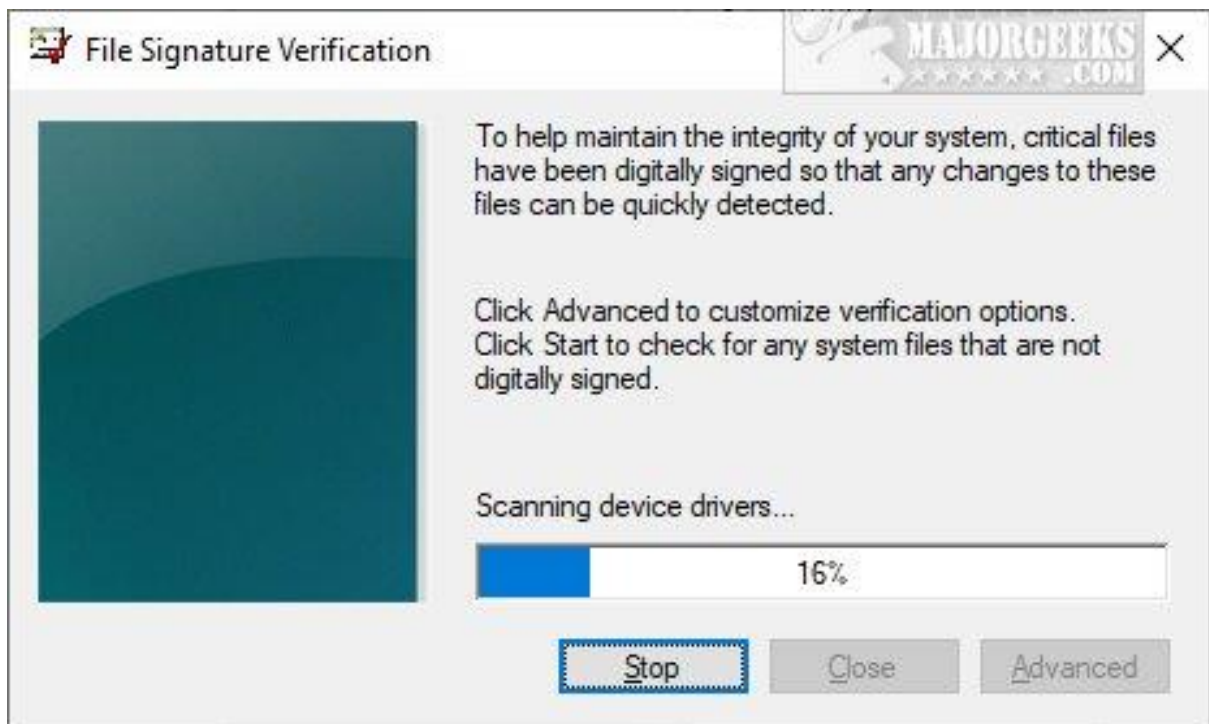 File Signature Verification
MAJORGEEKS
.COM
To help maintain the integrity of your system, critical files
have been digitally signed so that any changes to these
files can be quickly detected.
Click Advanced to customize verification options.
Click Start to check for any system files that are not
digitally signed.
Scanning device drivers...
16%
Stop
Close
Advanced